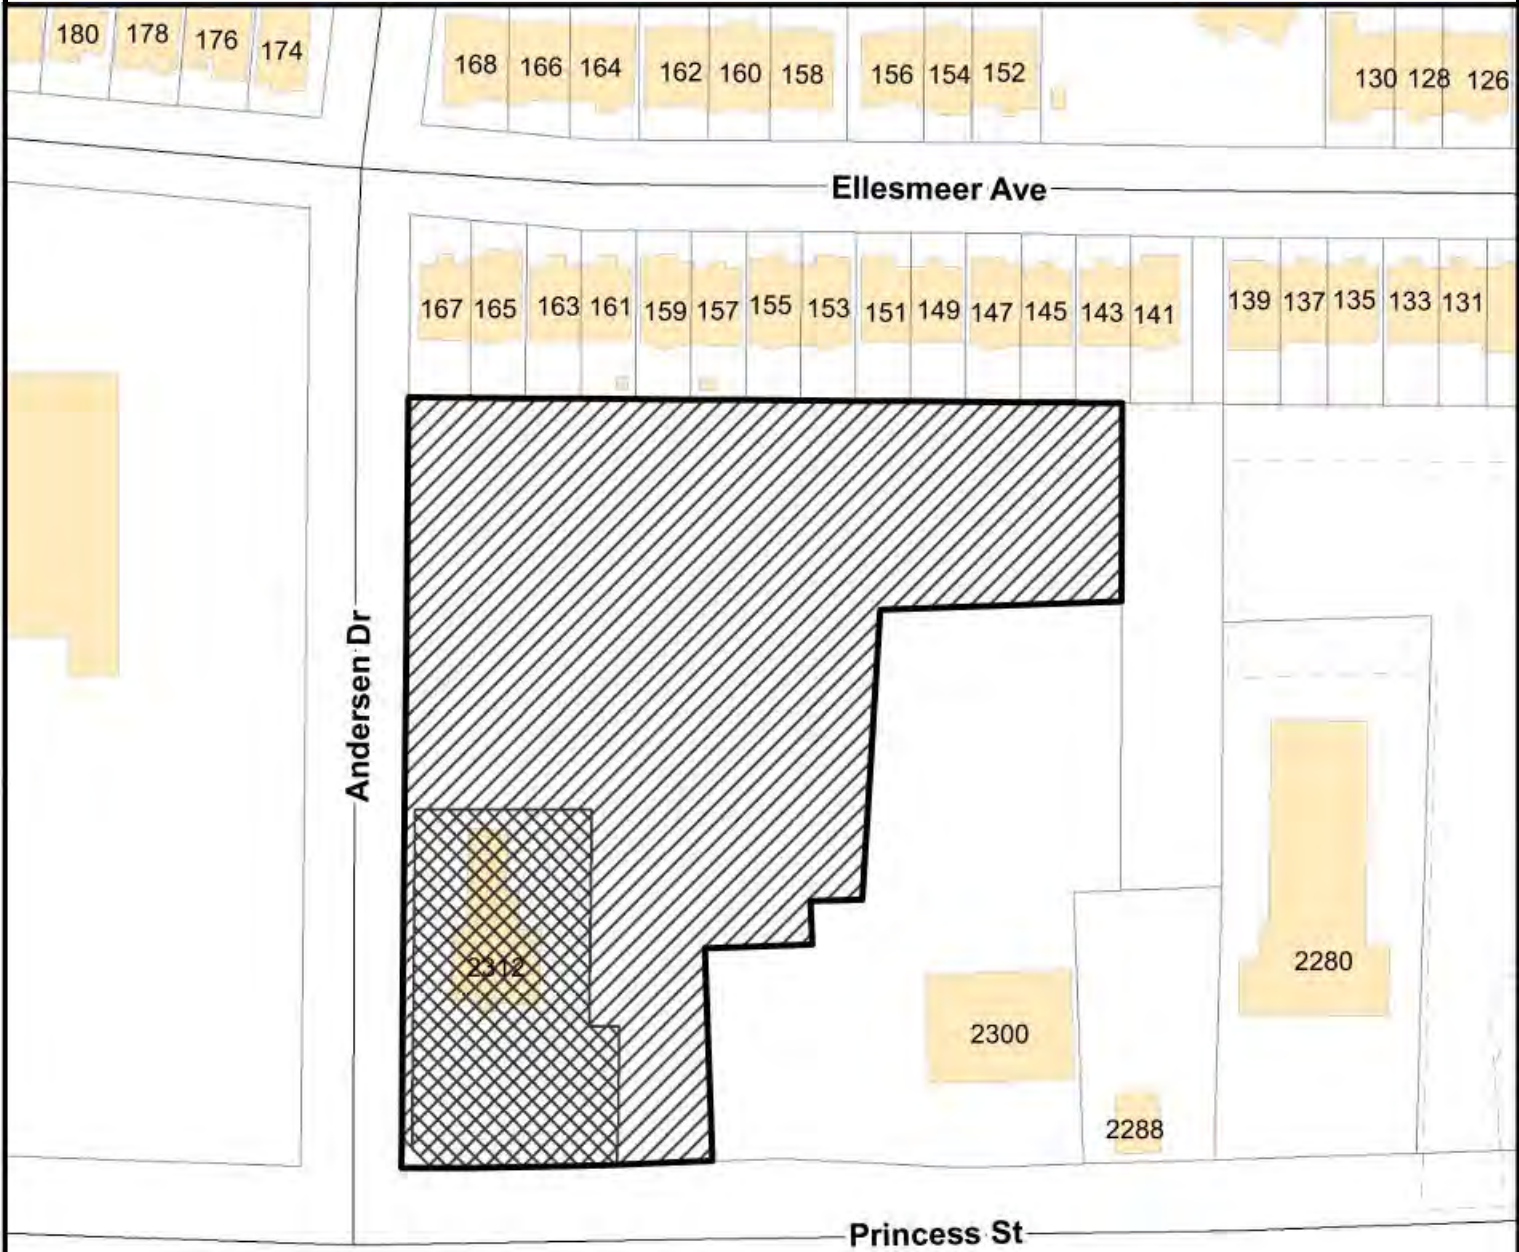 180 178 176 174 168 166 164 162 160 158 156 154 152 130 128 126
Ellesmeer Ave
167 165 163 161 159 157 155 153 151 149 147 145 143 141 139 137 135 133 131
Andersen Dr
2312
2280
2300
2288
Princess St